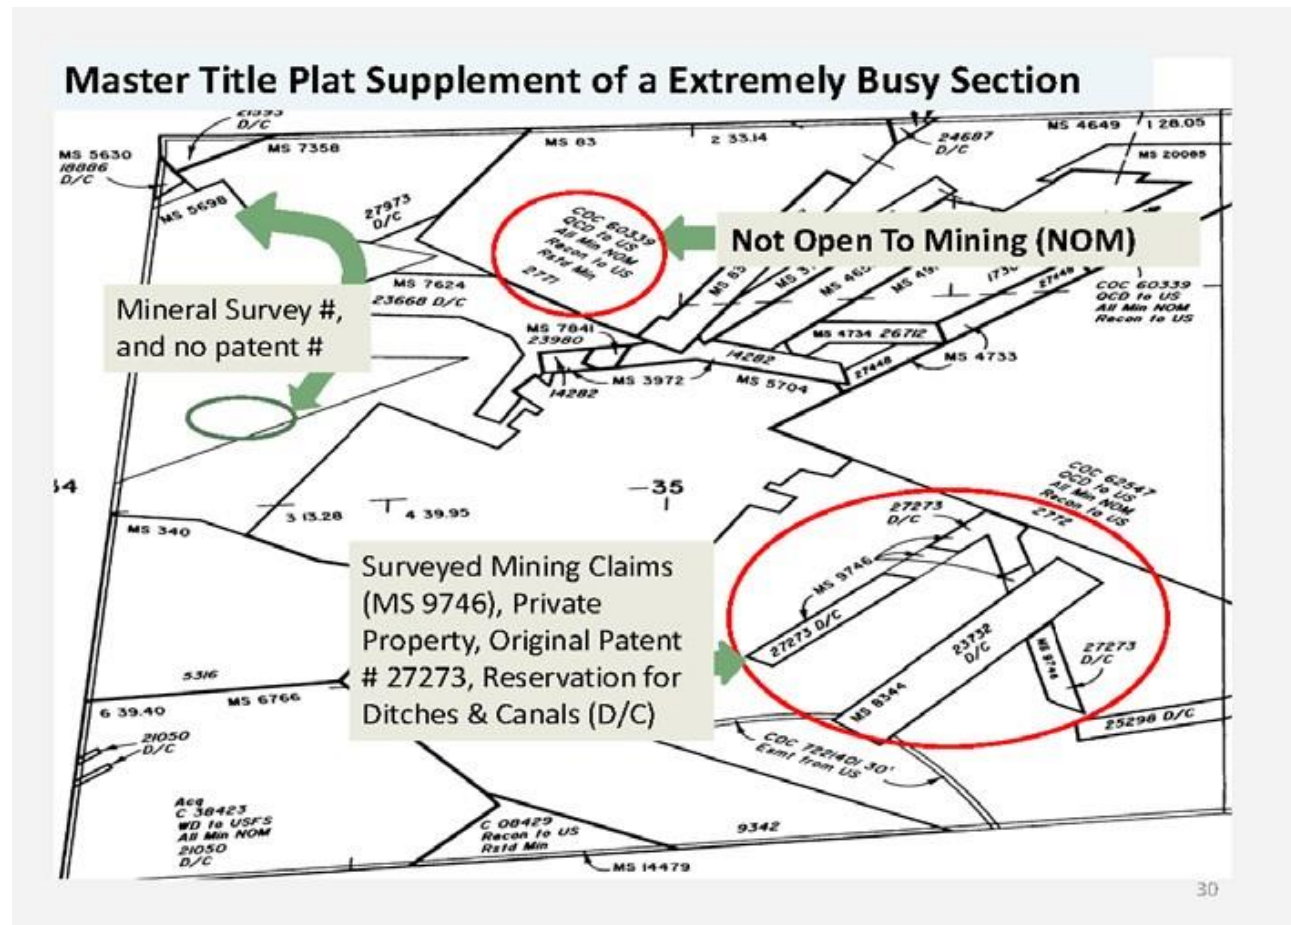 Master Title Plat Supplement of a Extremely Busy Section
D/C
MS 7358
MS 83
2 33.14
24687
D/C
MS 4649
1 28.05
MS 20085
MS 5630
18886
D/C
MS 5698
27973
D/C
COC 60339
QCD to US
All Min NOM
Recon to US
Rstd Min
2771
Not Open To Mining (NOM)
MS 7624
23668 D/C
Mineral Survey #,
and no patent #
27448
COC 60339
QCD to US
All Min NOM
Recon to US
MS 7841
23980
14282
MS 3972
14282
MS 5704
MS 4734 26712
27448
MS 4733
35
3 13.28
4 39.95
MS 340
COC 62547
QCD to US
All Min NOM
Recon to US
2772
27273
D/C
MS 9746
27273 D/C
23732
D/C
MS 8344
MS 9746
27273
D/C
25298 D/C
Surveyed Mining Claims
(MS 9746), Private
Property, Original Patent
# 27273, Reservation for
Ditches & Canals (D/C)
5316
MS 6766
6 39.40
21050
D/C
COC 7221401 30'
Esmt from US
Acq
C 38423
WD to USFS
All Min NOM
21050
D/C
C 08429
Recon to US
Rstd Min
9342
MS 14479
30